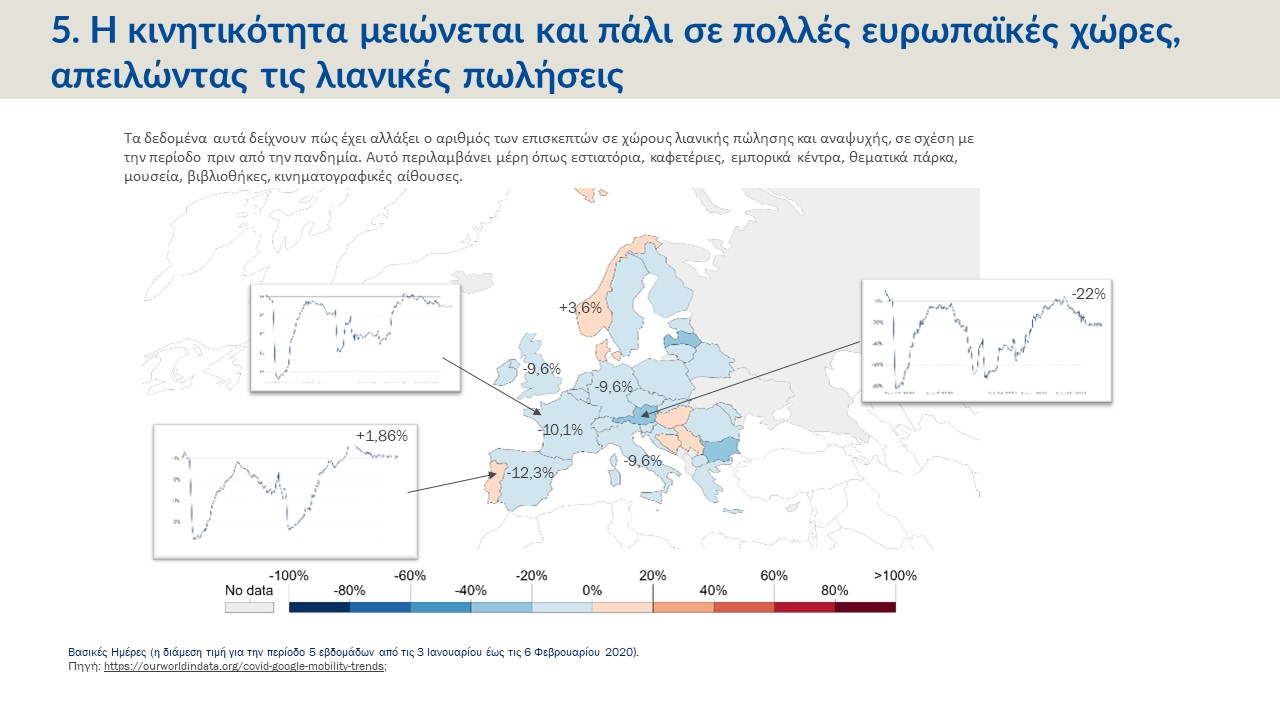 5. Η κινητικότητα μειώνεται και πάλι σε πολλές ευρωπαϊκές χώρες,
απειλώντας τις λιανικές πωλήσεις
Τα δεδομένα αυτά δείχνουν πώς έχει αλλάξει ο αριθμός των επισκεπτών σε χώρους λιανικής πώλησης και αναψυχής, σε σχέση με
την περίοδο πριν από την πανδημία. Αυτό περιλαμβάνει μέρη όπως εστιατόρια, καφετέριες, εμπορικά κέντρα, θεματικά πάρκα,
μουσεία, βιβλιοθήκες, κινηματογραφικές αίθουσες.
-22%
+3,6%
-9,6%
-9,6%
-10,1%
+1,86%
-9,6%
-12,3%
-100% -60% -20% 20% 60% >100%
No data -80% -40% 0% 40% 80%
Βασικές Ημέρες (η διάμεση τιμή για την περίοδο 5 εβδομάδων από τις 3 Ιανουαρίου έως τις 6 Φεβρουαρίου 2020).
Πηγή: https://ourworldindata.org/covid-google-mobility-trends;